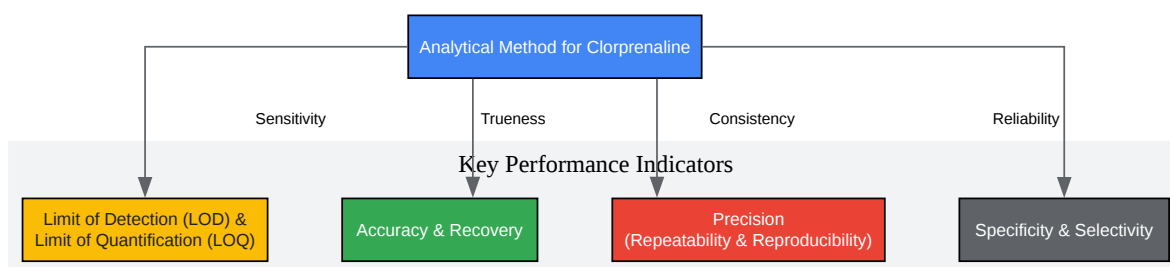 Analytical Method for Clorprenaline
Sensitivity
Trueness
Consistency
Reliability
Key Performance Indicators
Limit of Detection (LOD) &
Limit of Quantification (LOQ)
Accuracy & Recovery
Precision
(Repeatability & Reproducibility)
Specificity & Selectivity